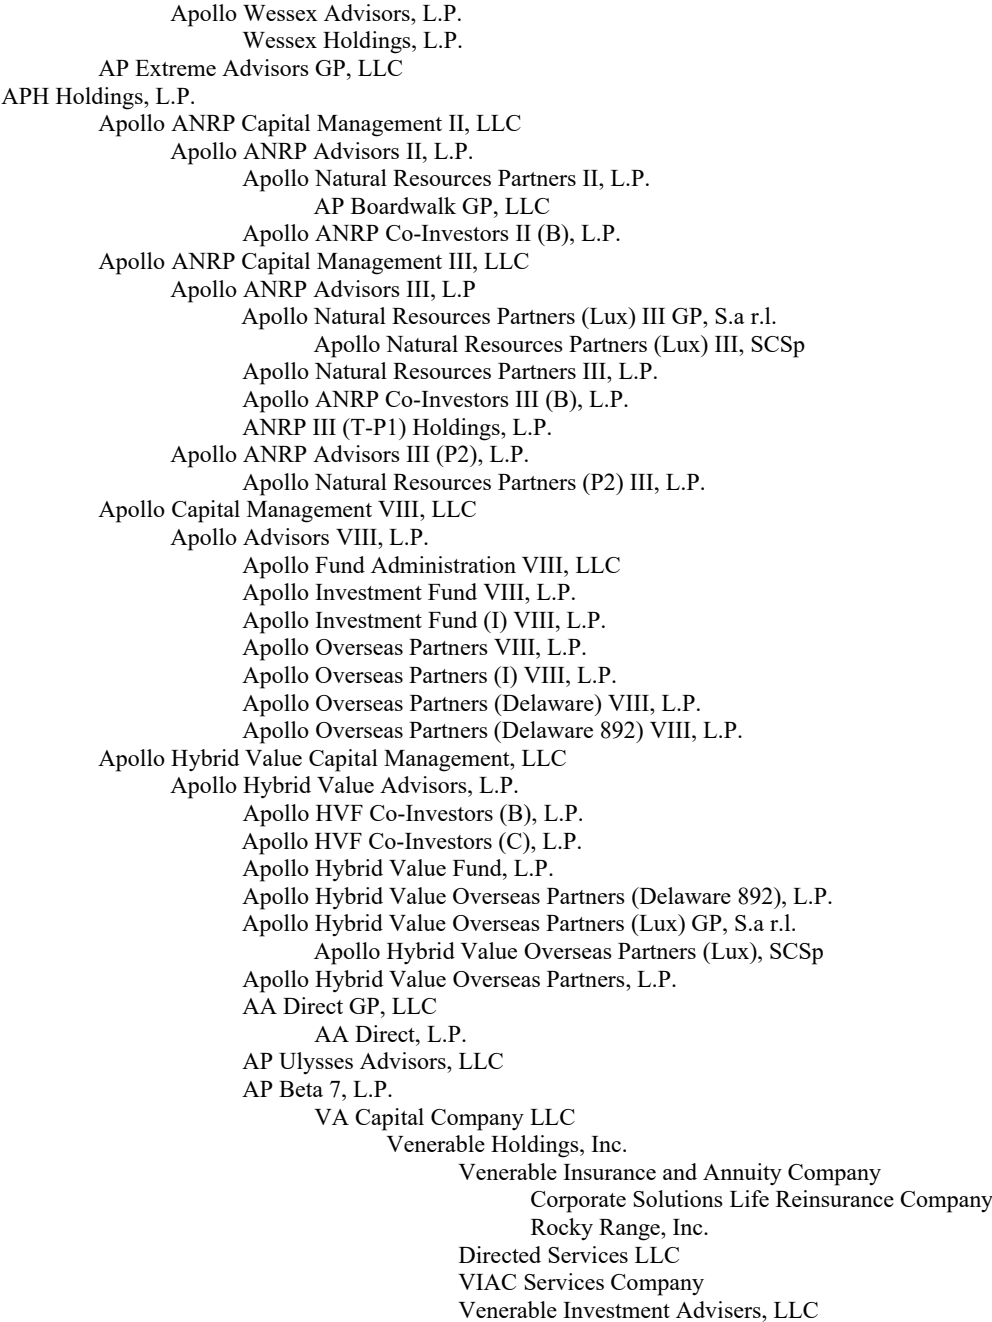 Apollo Wessex Advisors, L.P.
Wessex Holdings, L.P.
AP Extreme Advisors GP, LLC
APH Holdings, L.P.
Apollo ANRP Capital Management II, LLC
Apollo ANRP Advisors II, L.P.
Apollo Natural Resources Partners II, L.P.
AP Boardwalk GP, LLC
Apollo ANRP Co-Investors II (B), L.P.
Apollo ANRP Capital Management III, LLC
Apollo ANRP Advisors III, L.P
Apollo Natural Resources Partners (Lux) III GP, S.a r.l.
Apollo Natural Resources Partners (Lux) III, SCSp
Apollo Natural Resources Partners III, L.P.
Apollo ANRP Co-Investors III (B), L.P.
ANRP III (T-P1) Holdings, L.P.
Apollo ANRP Advisors III (P2), L.P.
Apollo Natural Resources Partners (P2) III, L.P.
Apollo Capital Management VIII, LLC
Apollo Advisors VIII, L.P.
Apollo Fund Administration VIII, LLC
Apollo Investment Fund VIII, L.P.
Apollo Investment Fund (I) VIII, L.P.
Apollo Overseas Partners VIII, L.P.
Apollo Overseas Partners (I) VIII, L.P.
Apollo Overseas Partners (Delaware) VIII, L.P.
Apollo Overseas Partners (Delaware 892) VIII, L.P.
Apollo Hybrid Value Capital Management, LLC
Apollo Hybrid Value Advisors, L.P.
Apollo HVF Co-Investors (B), L.P.
Apollo HVF Co-Investors (C), L.P.
Apollo Hybrid Value Fund, L.P.
Apollo Hybrid Value Overseas Partners (Delaware 892), L.P.
Apollo Hybrid Value Overseas Partners (Lux) GP, S.a r.l.
Apollo Hybrid Value Overseas Partners (Lux), SCSp
Apollo Hybrid Value Overseas Partners, L.P.
AA Direct GP, LLC
AA Direct, L.P.
AP Ulysses Advisors, LLC
AP Beta 7, L.P.
VA Capital Company LLC
Venerable Holdings, Inc.
Venerable Insurance and Annuity Company
Corporate Solutions Life Reinsurance Company
Rocky Range, Inc.
Directed Services LLC
VIAC Services Company
Venerable Investment Advisers, LLC